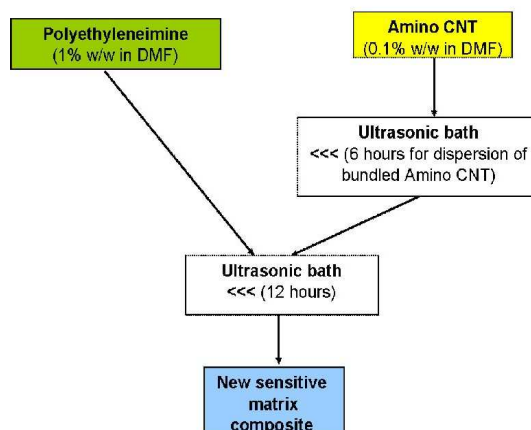 Polyethyleneimine
(1% w/w in DMF)
Amino CNT
(0.1% w/w in DMF)
Ultrasonic bath
<<< (6 hours for dispersion of
bundled Amino CNT)
Ultrasonic bath
<<< (12 hours)
New sensitive
matrix
composite